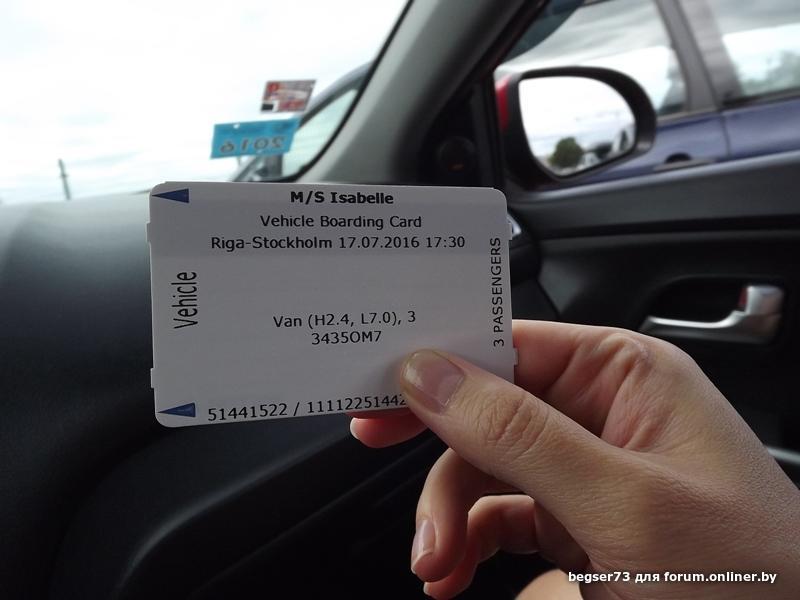 M/S Isabelle
Vehicle Boarding Card
Riga-Stockholm 17.07.2016 17:30
Vehicle
3 PASSENGERS
Van (H2.4, L7.0), 3
3435OM7
51441522 / 11112251442
2016
begser73 для forum.onliner.by